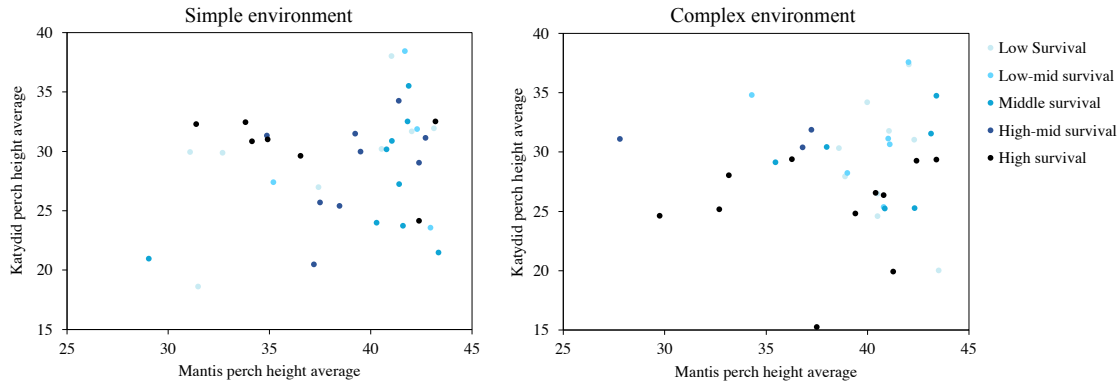 Simple environment
40
35
30
25
20
15
25
30
35
40
45
Katydid perch height average
Mantis perch height average
Complex environment
40
35
30
25
20
15
25
30
35
40
45
Katydid perch height average
Mantis perch height average
Low Survival
Low-mid survival
Middle survival
High-mid survival
High survival